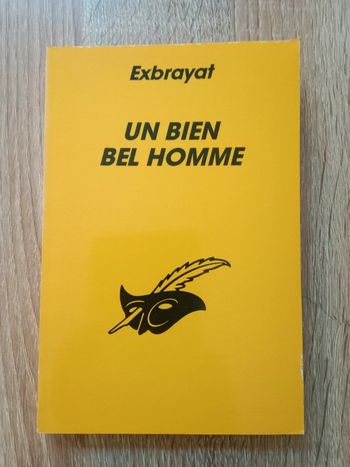 Exbrayat
UN BIEN
BEL HOMME